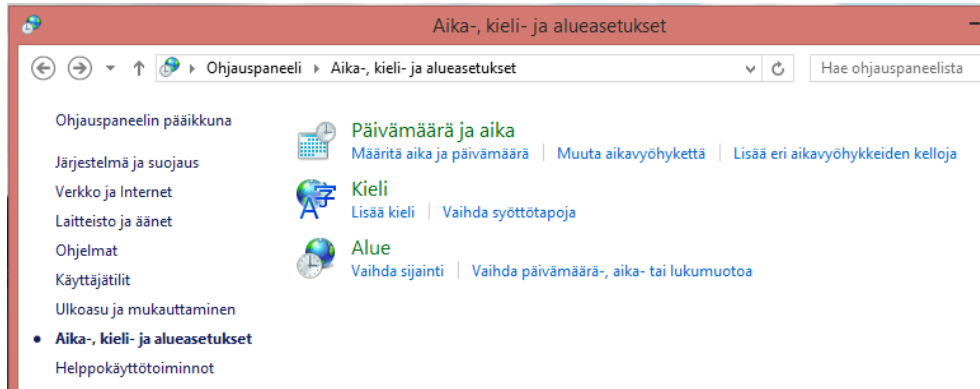 Aika-, kieli- ja alueasetukset
Ohjauspaneeli Aika-, kieli- ja alueasetukset
Hae ohjauspaneelista
Ohjauspaneelin pääikkuna
Järjestelmä ja suojaus
Verkko ja Internet
Laitteisto ja äänet
Ohjelmat
Käyttäjätilit
Ulkoasu ja mukauttaminen
Aika-, kieli- ja alueasetukset
Helppokäyttötoiminnot
Päivämäärä ja aika
Määritä aika ja päivämäärä Muuta aikavyöhykettä Lisää eri aikavyöhykkeiden kelloja
Kieli
Lisää kieli Vaihda syöttötapoja
Alue
Vaihda sijainti Vaihda päivämäärä-, aika- tai lukumuotoa